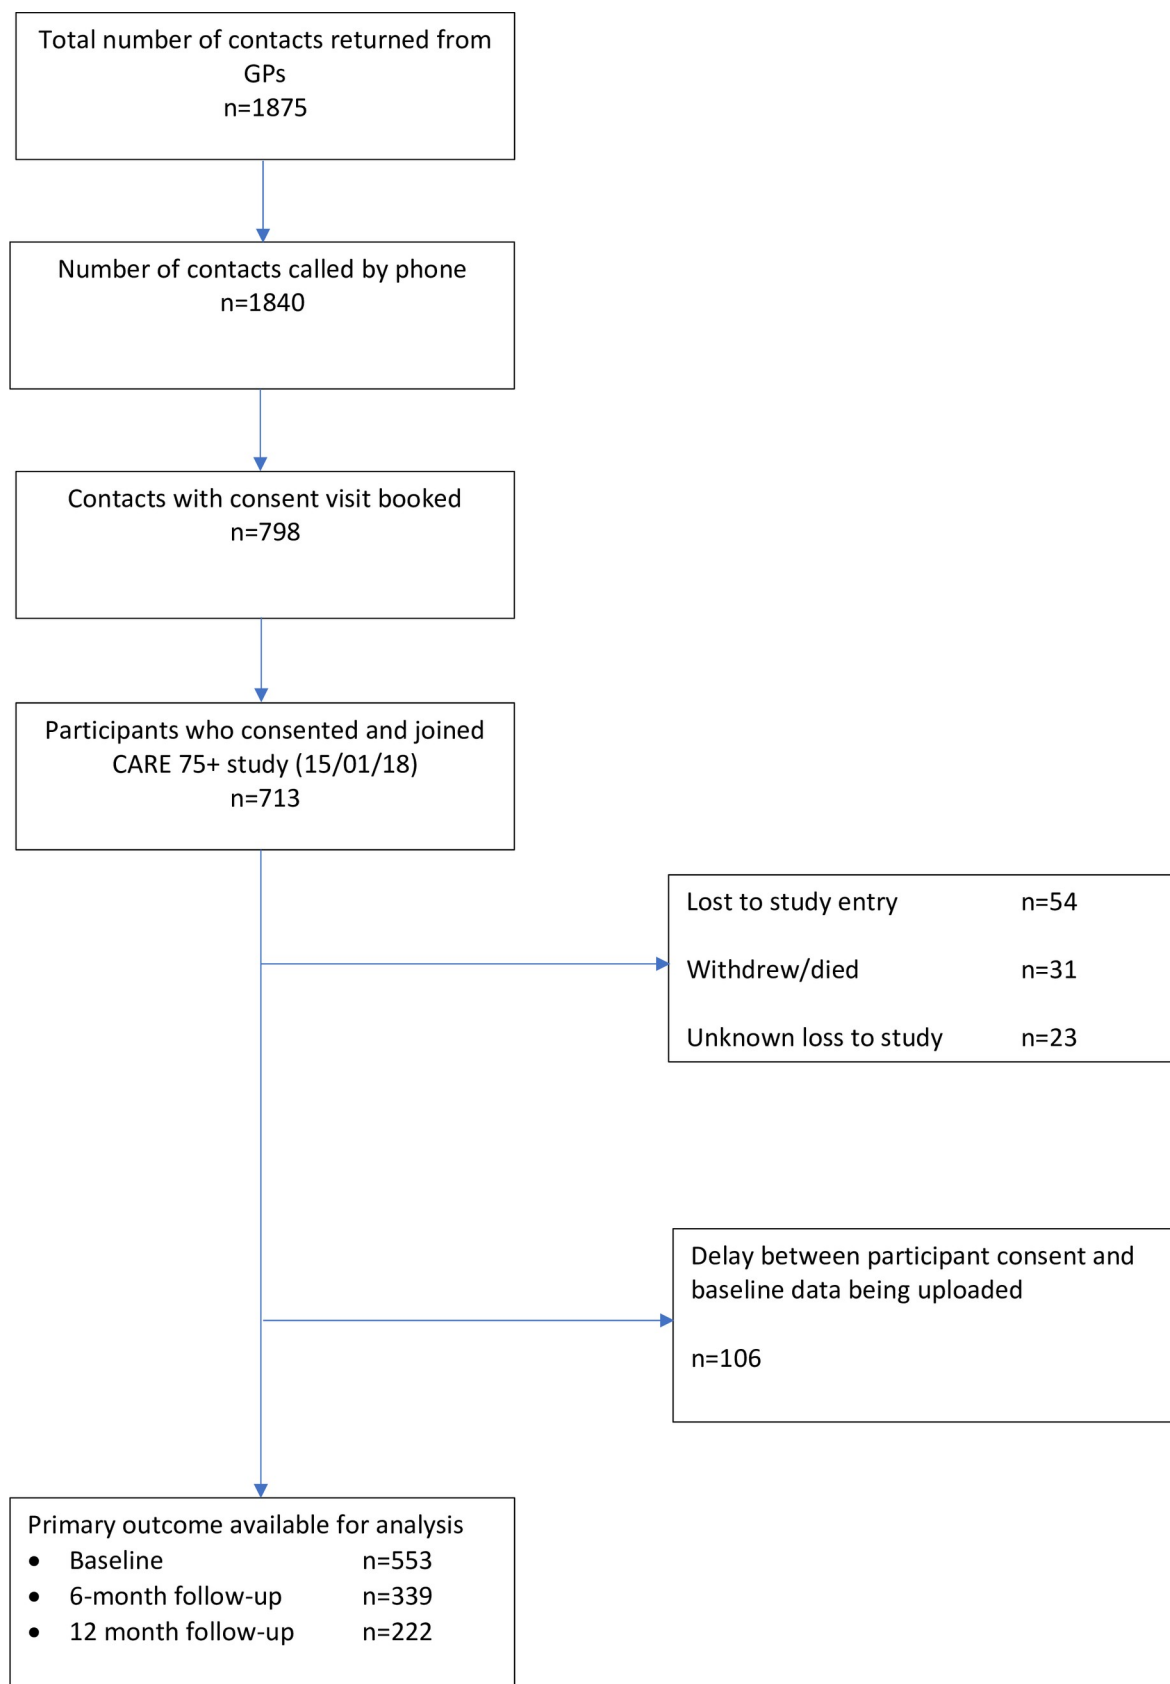 Total number of contacts returned from
GPs
n=1875
Number of contacts called by phone
n=1840
Contacts with consent visit booked
n=798
Participants who consented and joined
CARE 75+ study (15/01/18)
n=713
Lost to study entry n=54
Withdrew/died n=31
Unknown loss to study n=23
Delay between participant consent and
baseline data being uploaded
n=106
Primary outcome available for analysis
• Baseline n=553
• 6-month follow-up n=339
• 12 month follow-up n=222